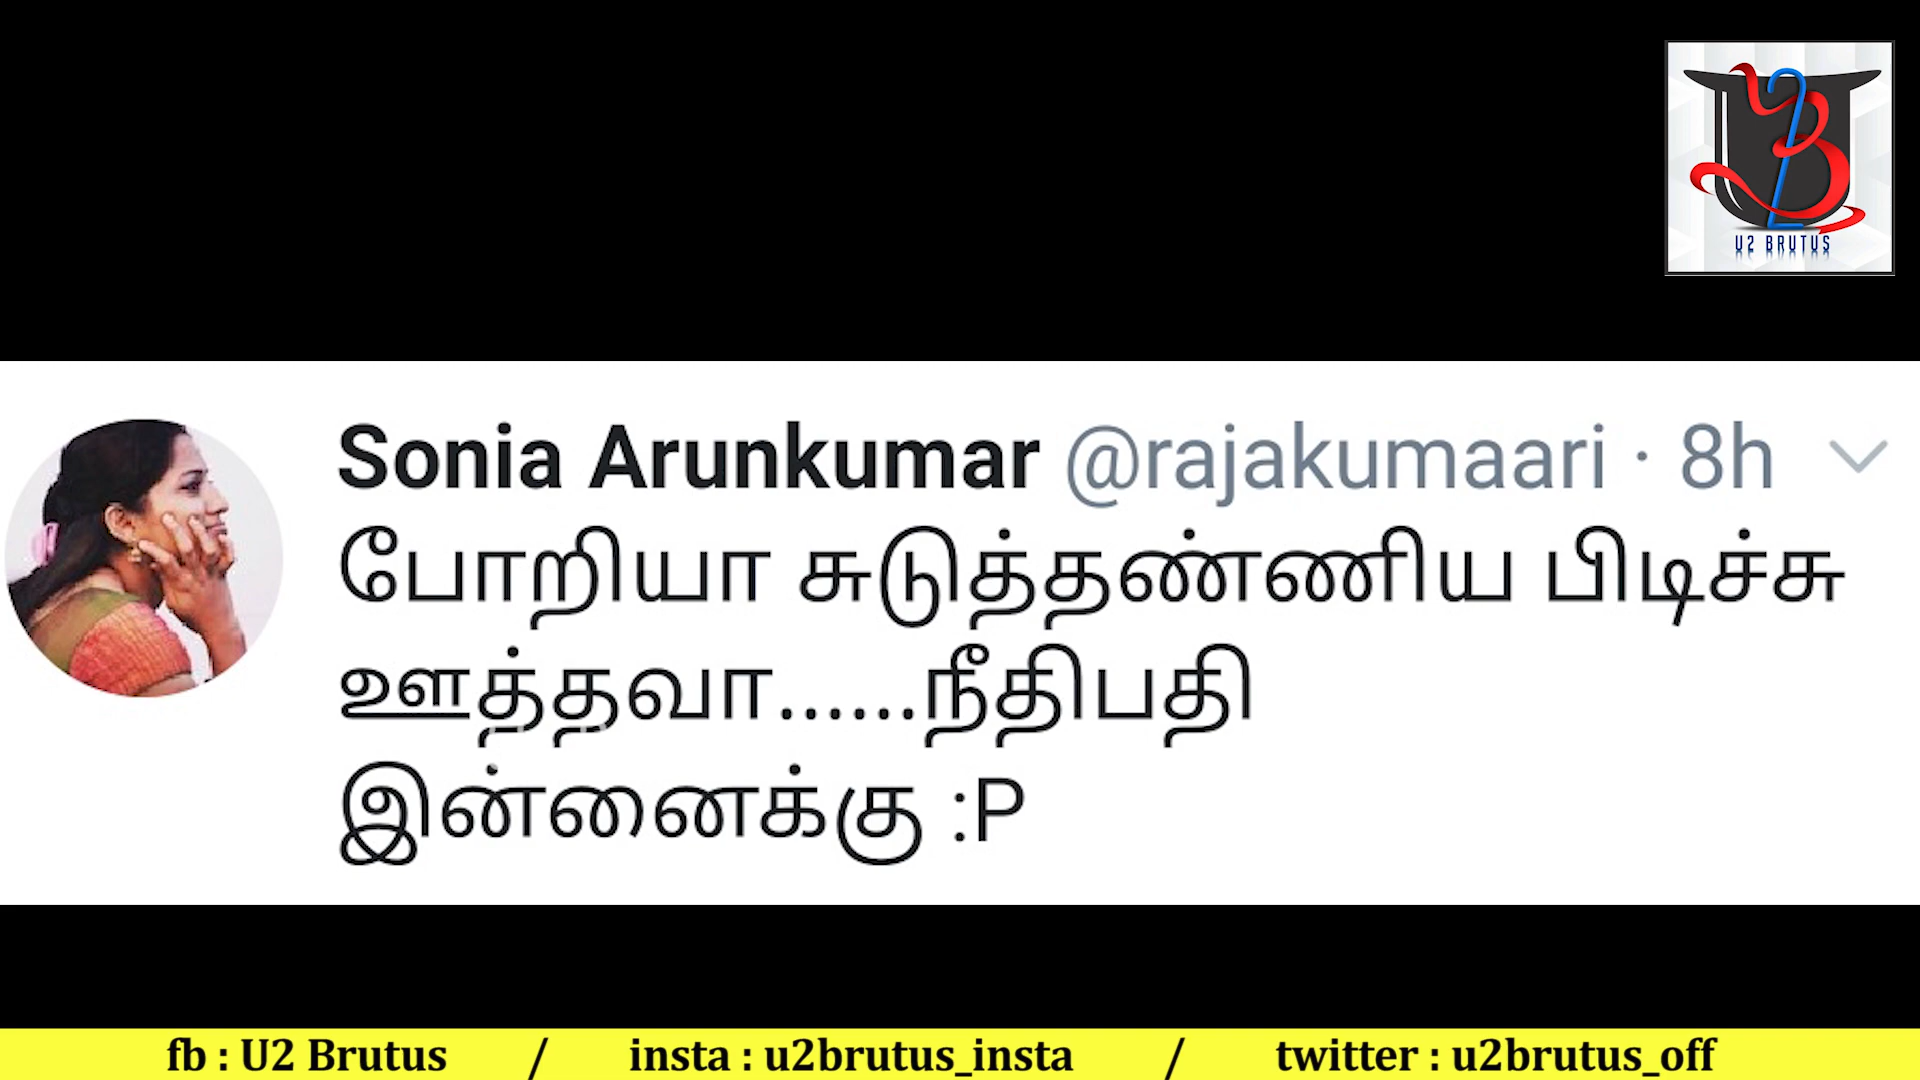 U2 BRUTUS
Sonia Arunkumar @rajakumaari · 8h
போறியா சுடுத்தண்ணிய பிடிச்சு
ஊத்தவா......நீதிபதி
இன்னைக்கு :P
fb : U2 Brutus / insta : u2brutus_insta / twitter : u2brutus_off